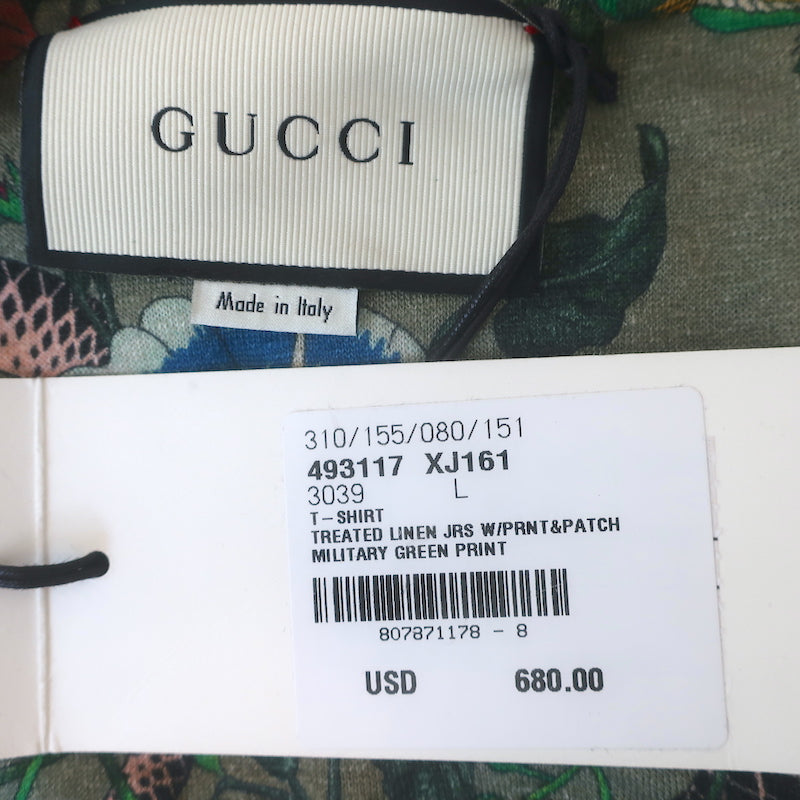 GUCCI
Made in Italy
310/155/080/151
493117 XJ161
3039 L
T-SHIRT
TREATED LINEN JRS W/PRNT&PATCH
MILITARY GREEN PRINT
807871178 - 8
USD 680.00